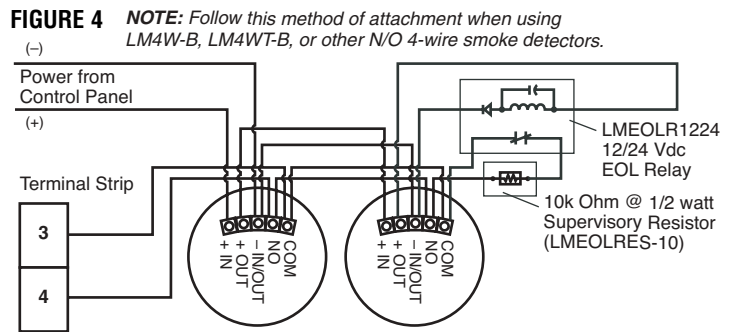 FIGURE 4
NOTE: Follow this method of attachment when using
LM4W-B, LM4WT-B, or other N/O 4-wire smoke detectors.
(–)
Power from
Control Panel
(+)
Terminal Strip
3
4
+ IN
+ OUT
– IN/OUT
NO
COM
+ IN
+ OUT
– IN/OUT
NO
COM
LMEOLR1224
12/24 Vdc
EOL Relay
10k Ohm @ 1/2 watt
Supervisory Resistor
(LMEOLRES-10)